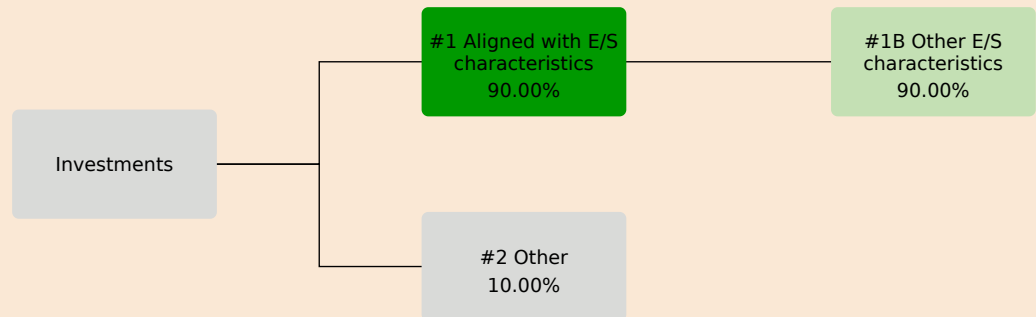 #1 Aligned with E/S
characteristics
90.00%
#1B Other E/S
characteristics
90.00%
Investments
#2 Other
10.00%